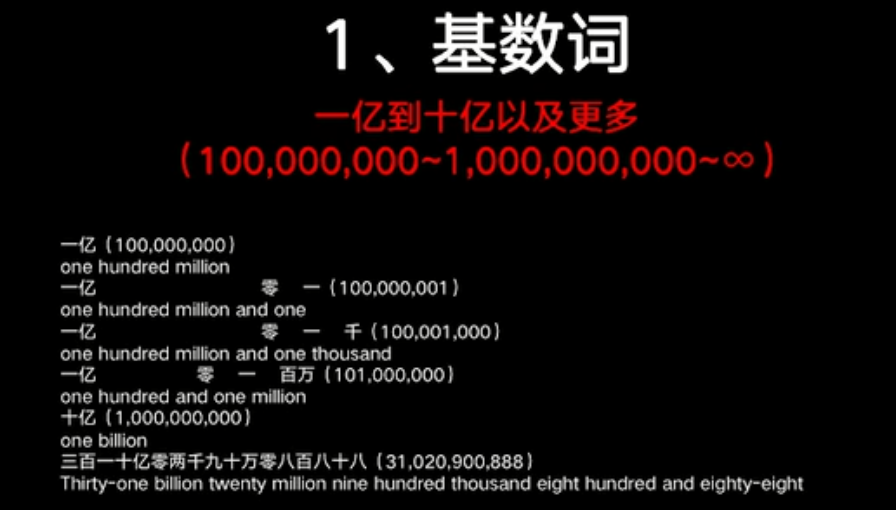 1、基数词
一亿到十亿以及更多
(100,000,000~1,000,000,000~∞)
一亿 (100,000,000)
one hundred million
一亿 零 一 (100,000,001)
one hundred million and one
一亿 零 一 千 (100,001,000)
one hundred million and one thousand
一亿 零 一 百万 (101,000,000)
one hundred and one million
十亿 (1,000,000,000)
one billion
三百一十亿零两千九十万零八百八十八 (31,020,900,888)
Thirty-one billion twenty million nine hundred thousand eight hundred and eighty-eight